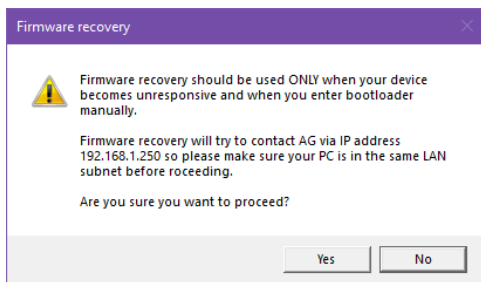 Firmware recovery
Firmware recovery should be used ONLY when your device
becomes unresponsive and when you enter bootloader
manually.
Firmware recovery will try to contact AG via IP address
192.168.1.250 so please make sure your PC is in the same LAN
subnet before roceeding.
Are you sure you want to proceed?
Yes
No